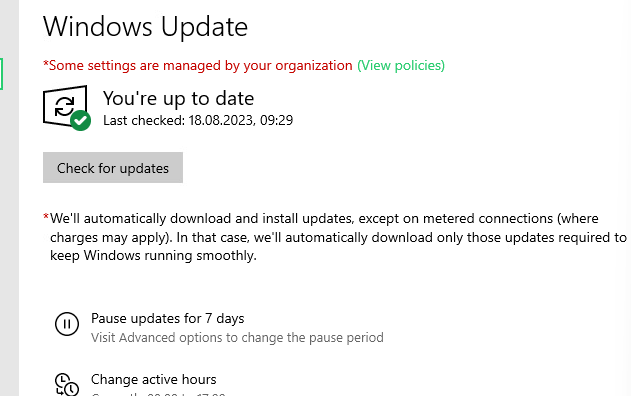 Windows Update
*Some settings are managed by your organization (View policies)
You're up to date
Last checked: 18.08.2023, 09:29
Check for updates
*We'll automatically download and install updates, except on metered connections (where
charges may apply). In that case, we'll automatically download only those updates required to
keep Windows running smoothly.
Pause updates for 7 days
Visit Advanced options to change the pause period
Change active hours